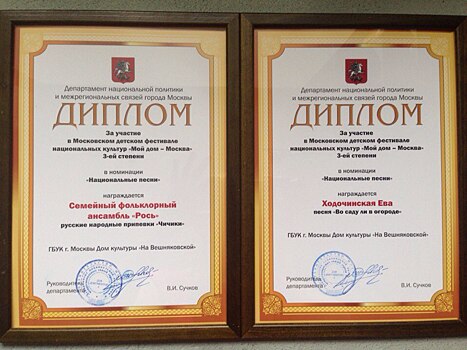 Департамент национальной политики
и межрегиональных связей города Москвы
ДИПЛОМ
За участие
в Московском детском фестивале
национальных культур «Мой дом – Москва»
3-ей степени
в номинации
«Национальные песни»
награждается
Семейный фольклорный
ансамбль «Рось»
русские народные припевки «Чичики»
ГБУК г. Москвы Дом культуры «На Вешняковской»
Руководитель
департамента
В.И. Сучков
Департамент национальной политики
и межрегиональных связей города Москвы
ДИПЛОМ
За участие
в Московском детском фестивале
национальных культур «Мой дом – Москва»
3-ей степени
в номинации
«Национальные песни»
награждается
Ходочинская Ева
песня «Во саду ли в огороде»
ГБУК г. Москвы Дом культуры «На Вешняковской»
Руководитель
департамента
В.И. Сучков